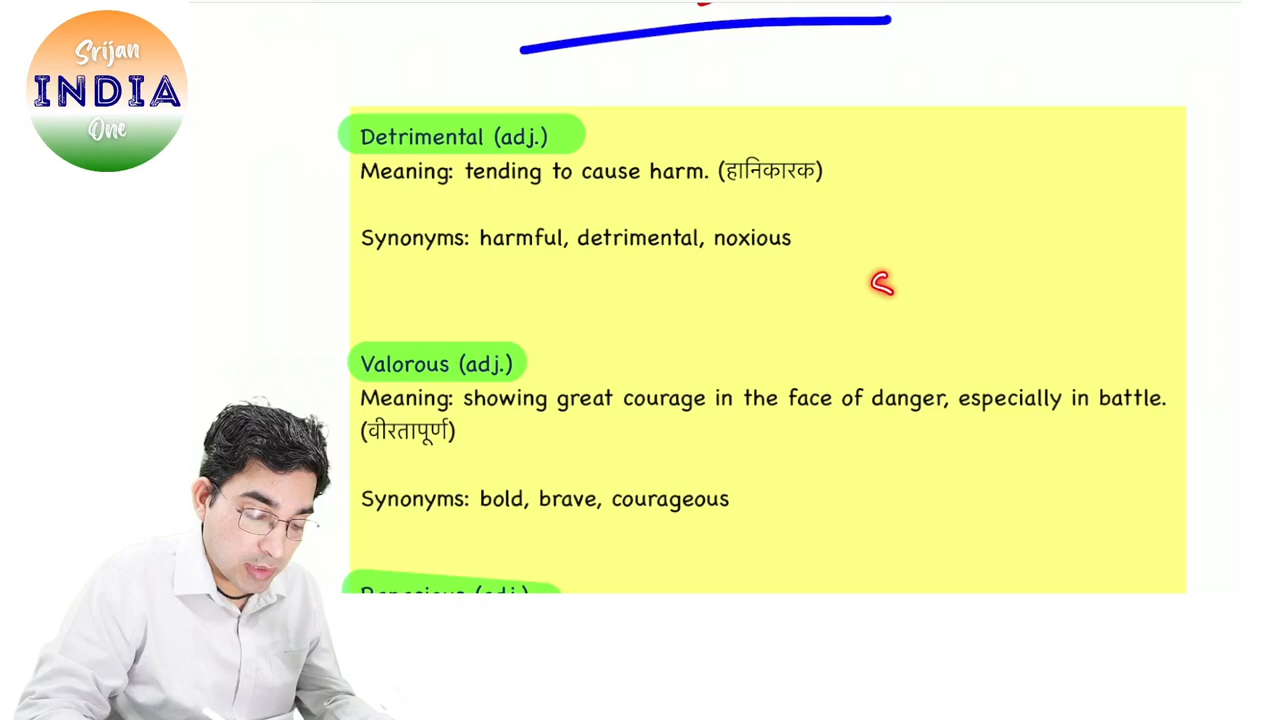 Srijan
INDIA
One
Detrimental (adj.)
Meaning: tending to cause harm. (हानिकारक)
Synonyms: harmful, detrimental, noxious
Valorous (adj.)
Meaning: showing great courage in the face of danger, especially in battle.
(वीरतापूर्ण)
Synonyms: bold, brave, courageous
(adj.)